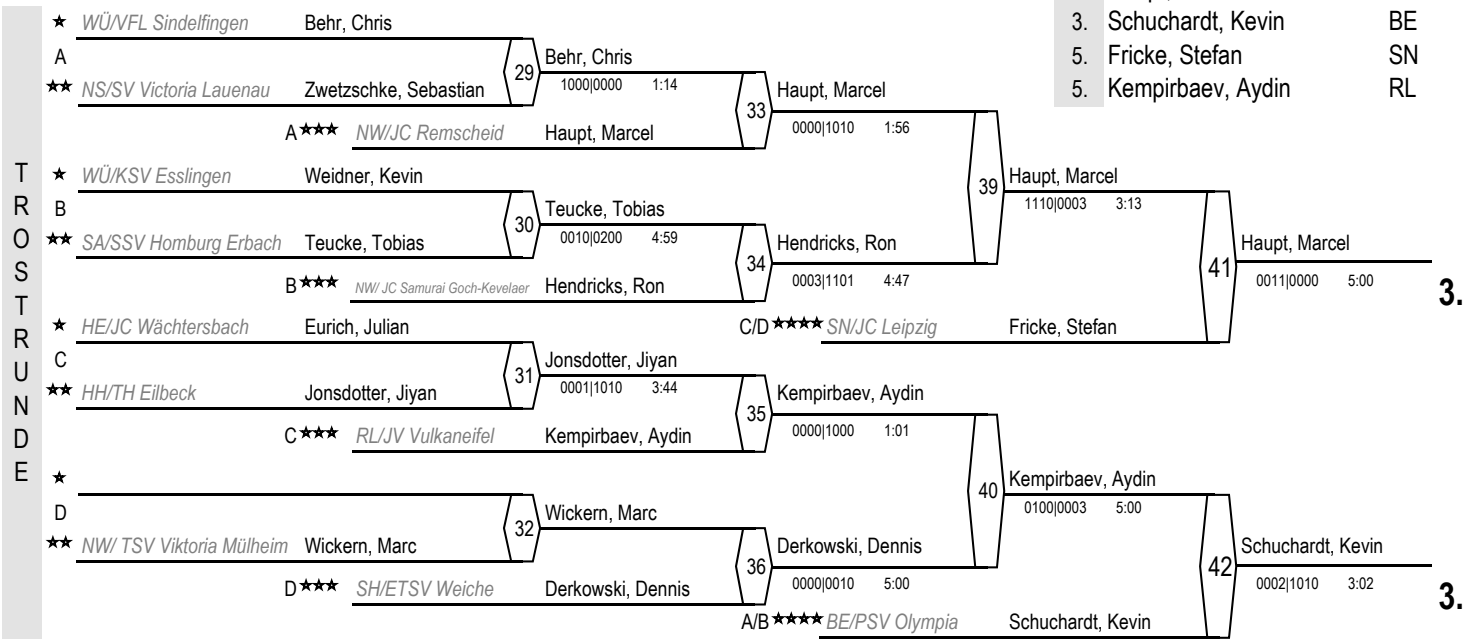 ★ WÜ/VFL Sindelfingen Behr, Chris
3. Schuchardt, Kevin BE
A
29 Behr, Chris
5. Fricke, Stefan SN
★★ NS/SV Victoria Lauenau Zwetzschke, Sebastian
1000|0000 1:14
33 Haupt, Marcel
5. Kempirbaev, Aydin RL
A★★★ NW/JC Remscheid Haupt, Marcel
0000|1010 1:56
TROSTRUNDE
★ WÜ/KSV Esslingen Weidner, Kevin
39 Haupt, Marcel
1110|0003 3:13
B
30 Teucke, Tobias
★★ SA/SSV Homburg Erbach Teucke, Tobias
0010|0200 4:59
34 Hendricks, Ron
41 Haupt, Marcel
B★★★ NW/ JC Samurai Goch-Kevelaer Hendricks, Ron
0003|1101 4:47
0011|0000 5:00
3.
★ HE/JC Wächtersbach Eurich, Julian
C/D★★★★ SN/JC Leipzig Fricke, Stefan
C
31 Jonsdotter, Jiyan
★★ HH/TH Eilbeck Jonsdotter, Jiyan
0001|1010 3:44
35 Kempirbaev, Aydin
C★★★ RL/JV Vulkaneifel Kempirbaev, Aydin
0000|1000 1:01
★
40 Kempirbaev, Aydin
0100|0003 5:00
D
32 Wickern, Marc
★★ NW/ TSV Viktoria Mülheim Wickern, Marc
36 Derkowski, Dennis
42 Schuchardt, Kevin
D★★★ SH/ETSV Weiche Derkowski, Dennis
0000|0010 5:00
0002|1010 3:02
3.
A/B★★★★ BE/PSV Olympia Schuchardt, Kevin